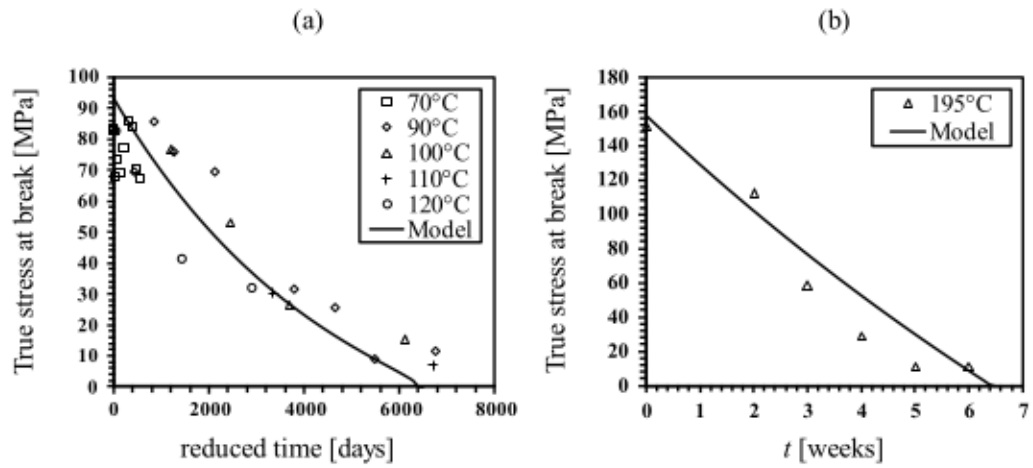 (a)
True stress at break [MPa]
100
90
80
70
60
50
40
30
20
10
0
0
2000
4000
6000
8000
reduced time [days]
70°C
90°C
100°C
110°C
120°C
Model
(b)
True stress at break [MPa]
180
160
140
120
100
80
60
40
20
0
0
1
2
3
4
5
6
7
t [weeks]
195°C
Model